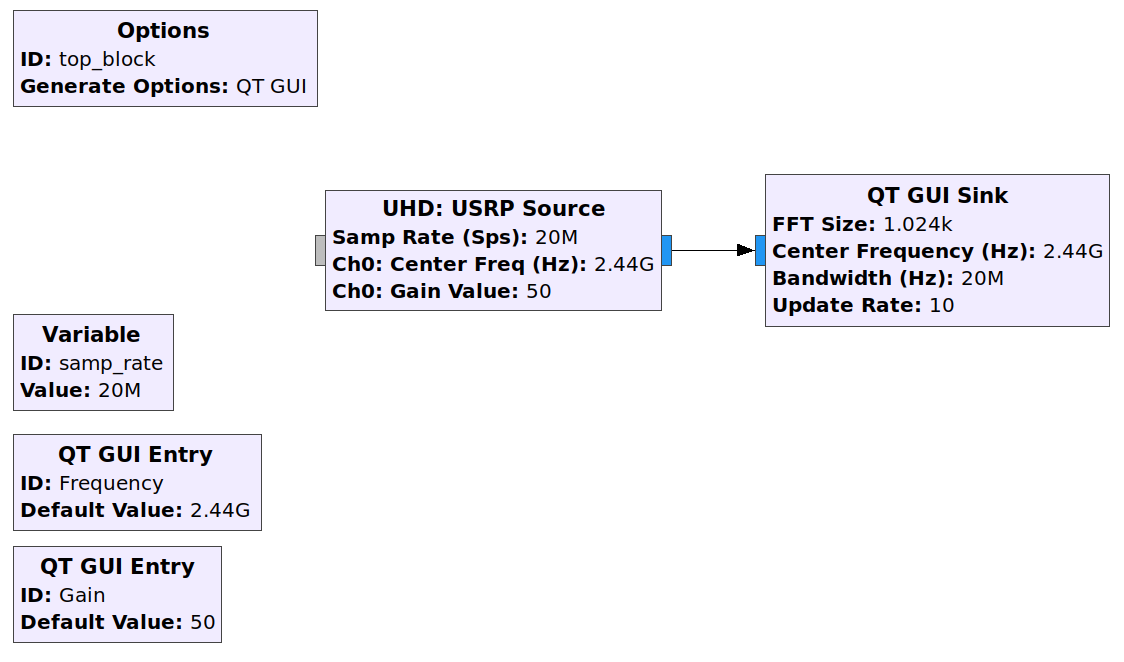 Options
ID: top_block
Generate Options: QT GUI
UHD: USRP Source
Samp Rate (Sps): 20M
Ch0: Center Freq (Hz): 2.44G
Ch0: Gain Value: 50
QT GUI Sink
FFT Size: 1.024k
Center Frequency (Hz): 2.44G
Bandwidth (Hz): 20M
Update Rate: 10
Variable
ID: samp_rate
Value: 20M
QT GUI Entry
ID: Frequency
Default Value: 2.44G
QT GUI Entry
ID: Gain
Default Value: 50